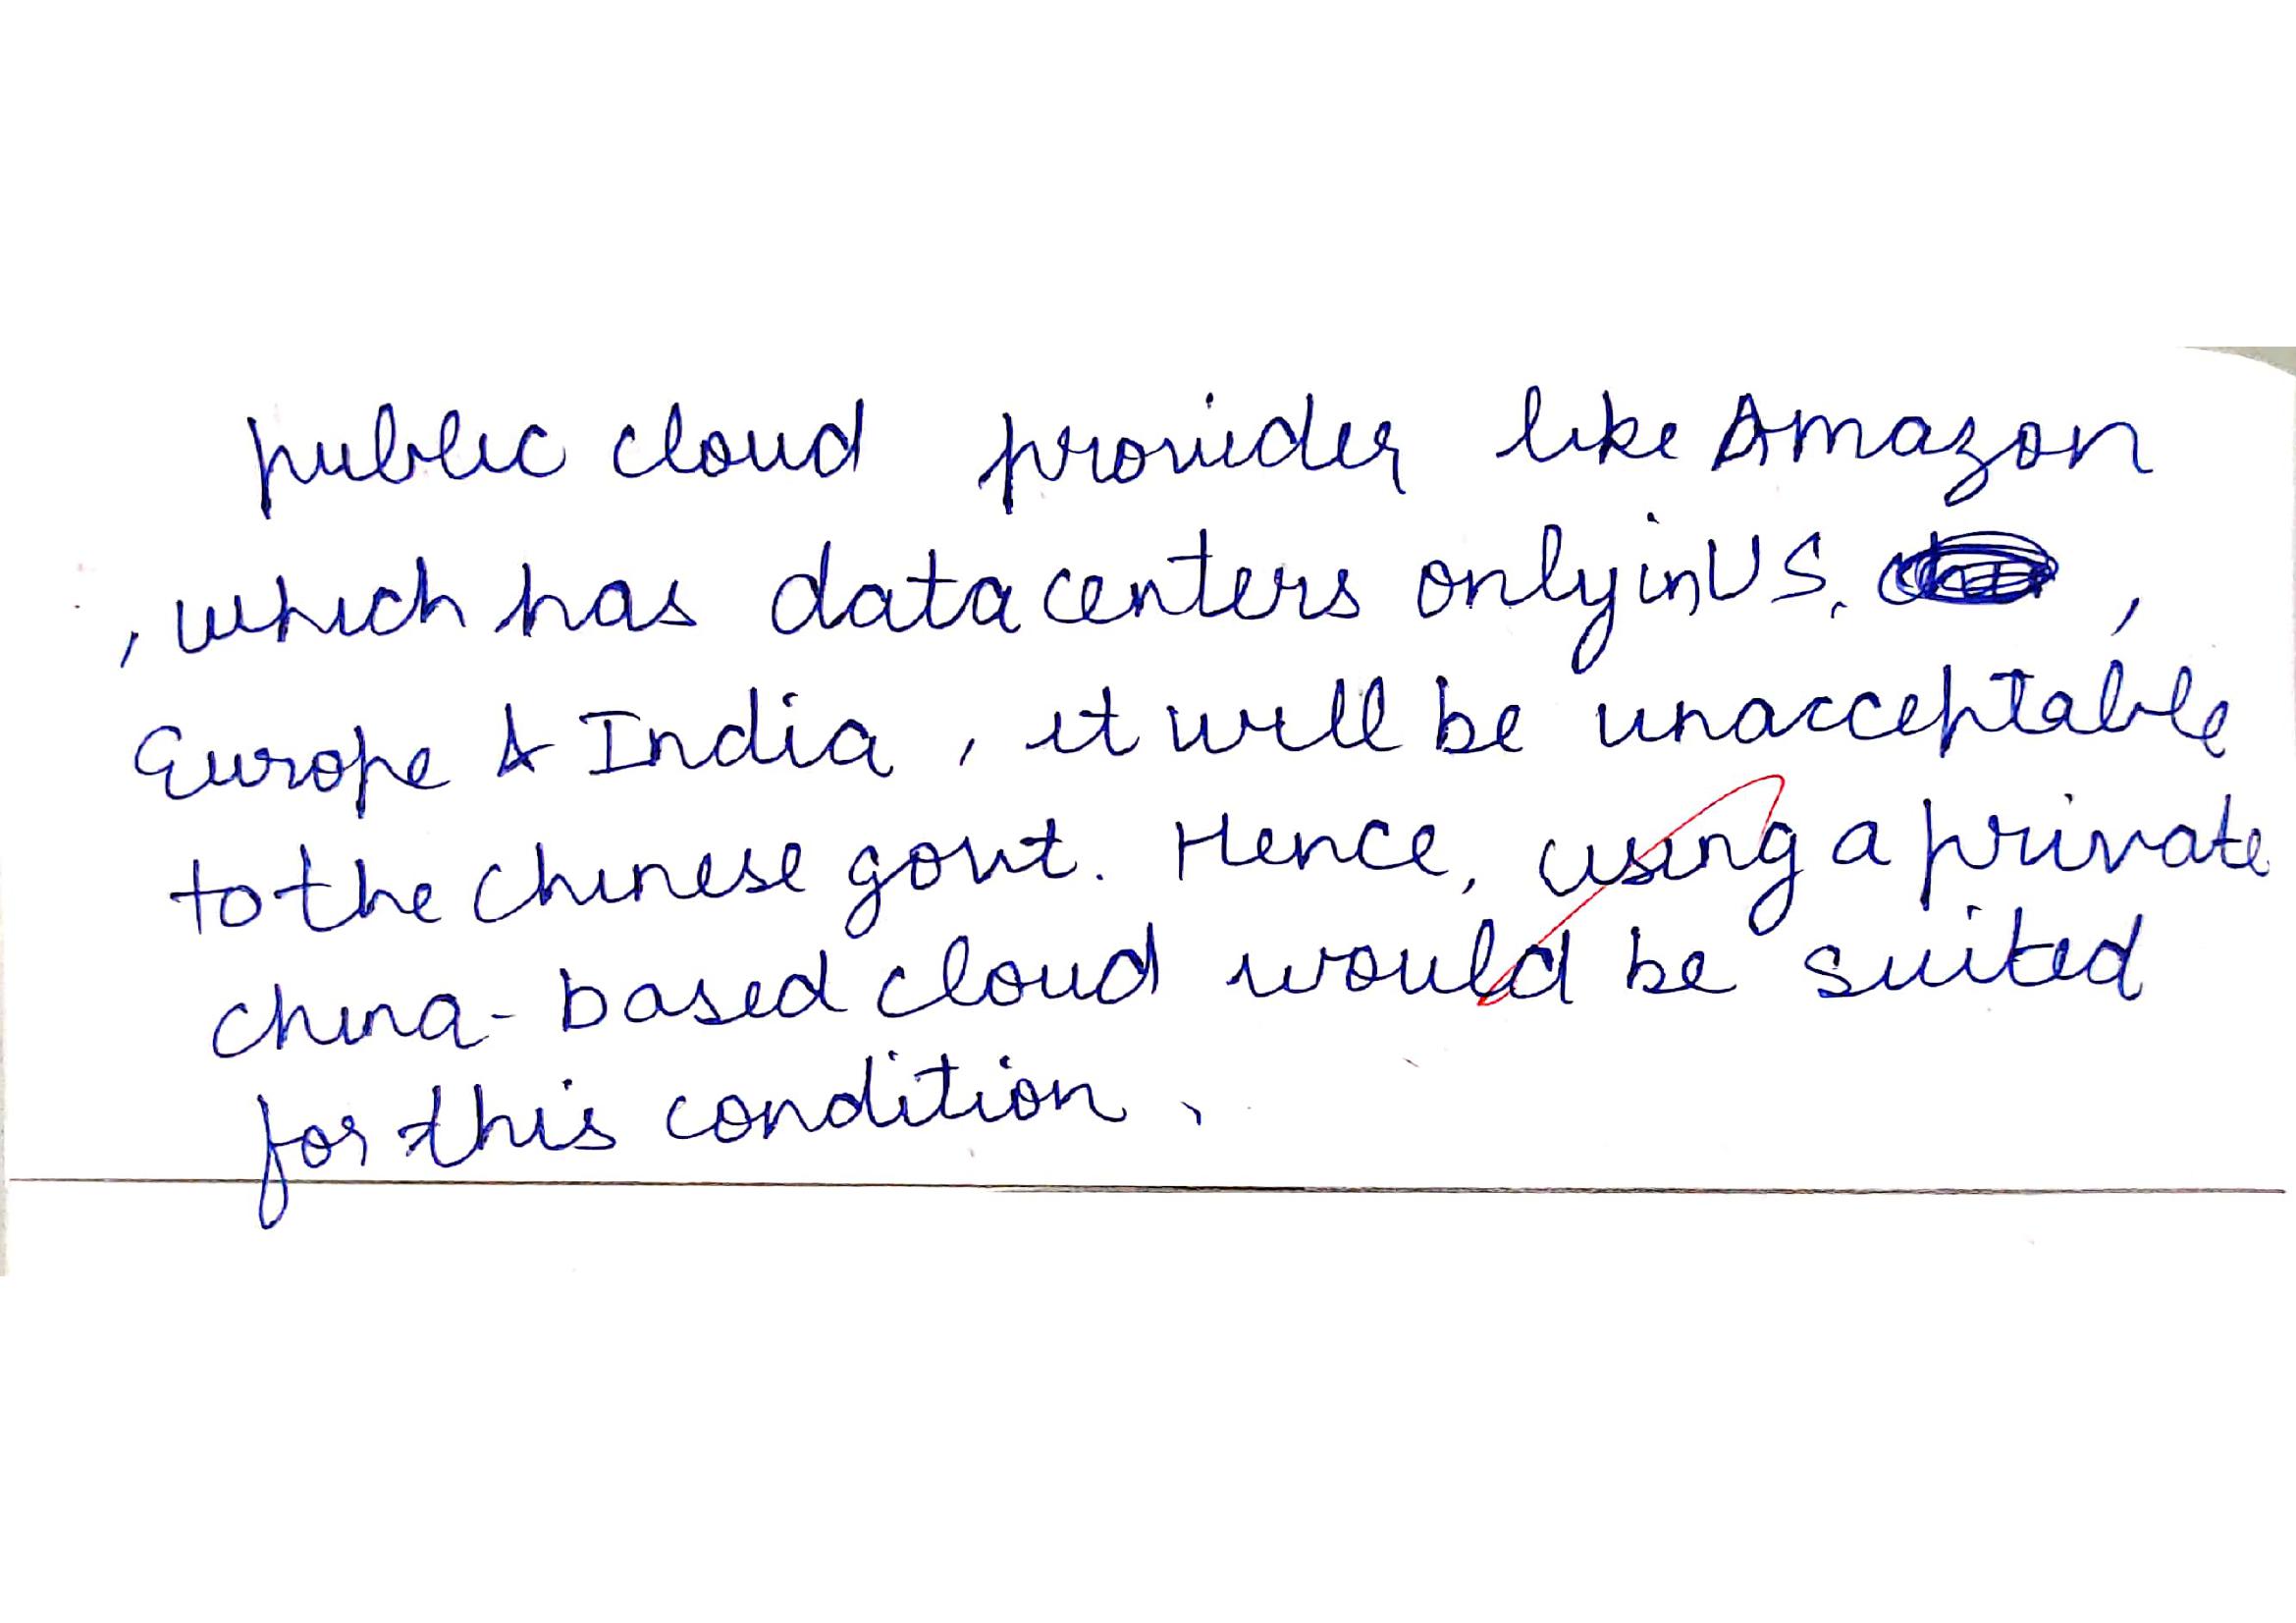 public cloud provider like Amazon
, which has data centers only in US. ,
Europe & India, it will be unacceptable
to the chinese govt. Hence, using a private
china-based cloud would be suited
for this condition.